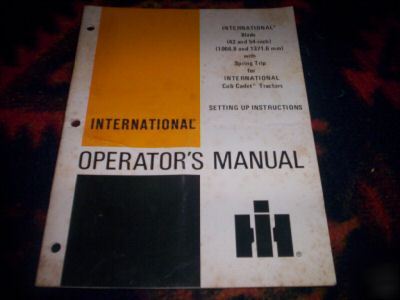 INTERNATIONAL®
Blade
(42 and 54-inch)
(1066.8 and 1371.6 mm)
with
Spring Trip
for
INTERNATIONAL
Cub Cadet® Tractors
SETTING UP INSTRUCTIONS
INTERNATIONAL®
OPERATOR'S MANUAL
IH®